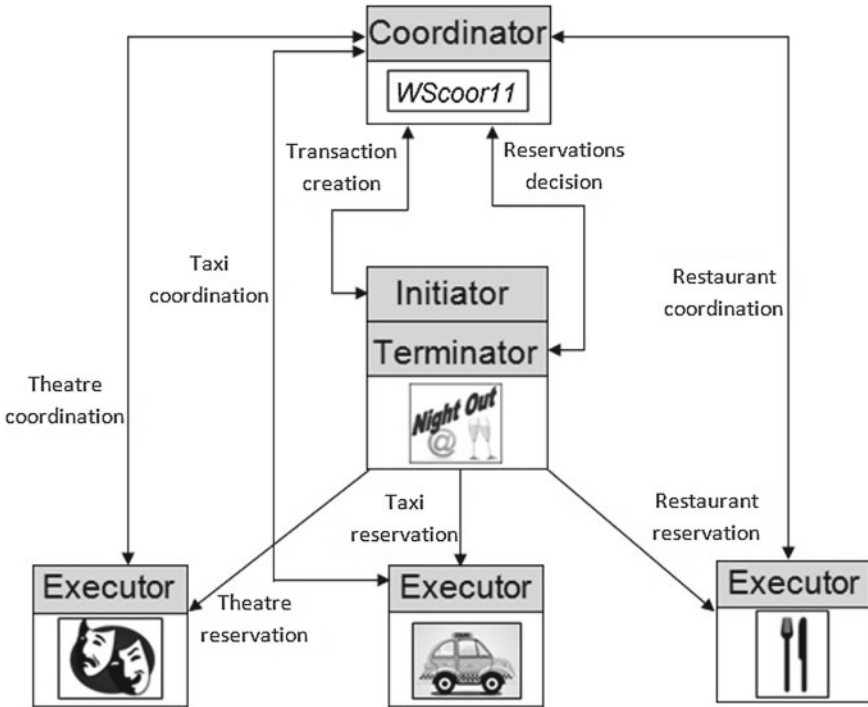 Coordinator
WScoor11
Transaction
creation
Reservations
decision
Taxi
coordination
Restaurant
coordination
Initiator
Terminator
Night Out
@
Theatre
coordination
Taxi
reservation
Restaurant
reservation
Executor
Theatre
reservation
Executor
TAXI
Executor